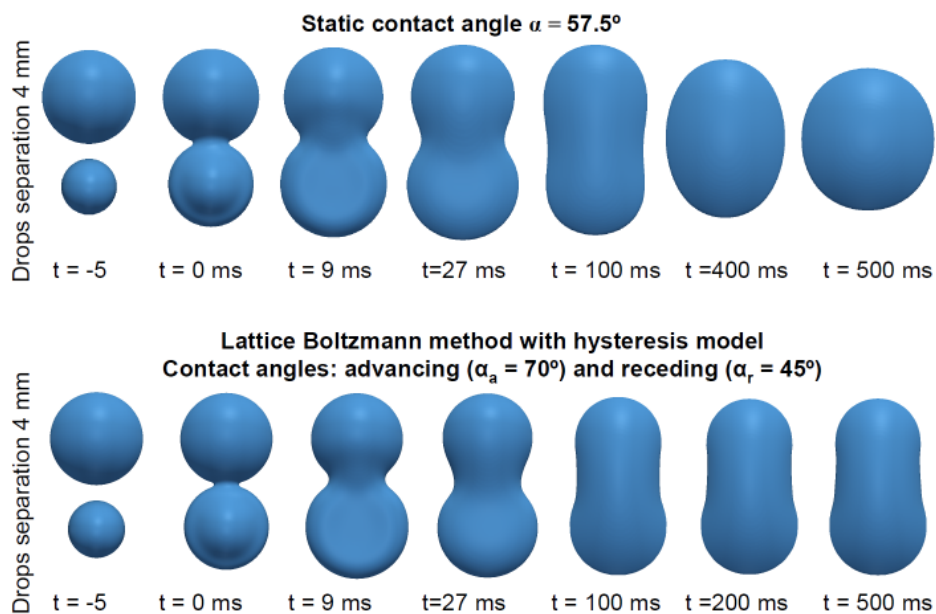 Static contact angle α = 57.5º
Drops separation 4 mm
t = -5 t = 0 ms t = 9 ms t=27 ms t = 100 ms t =400 ms t = 500 ms
Lattice Boltzmann method with hysteresis model
Contact angles: advancing (αₐ = 70º) and receding (αᵣ = 45º)
Drops separation 4 mm
t = -5 t = 0 ms t = 9 ms t=27 ms t = 100 ms t=200 ms t = 500 ms